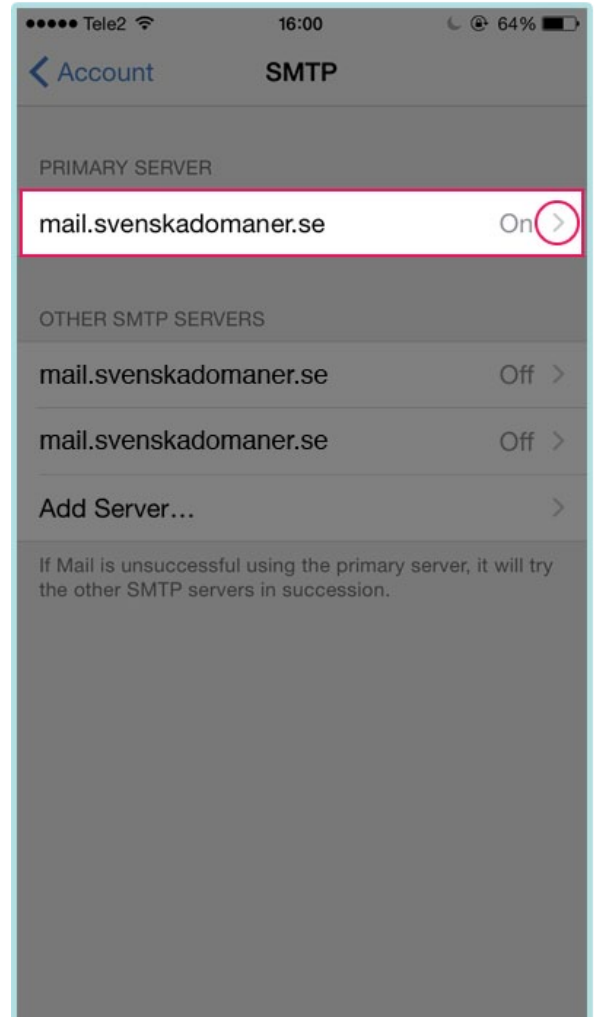 Tele2 16:00 64%
Account SMTP
PRIMARY SERVER
mail.svenskadomaner.se On
OTHER SMTP SERVERS
mail.svenskadomaner.se Off
mail.svenskadomaner.se Off
Add Server...
If Mail is unsuccessful using the primary server, it will try
the other SMTP servers in succession.